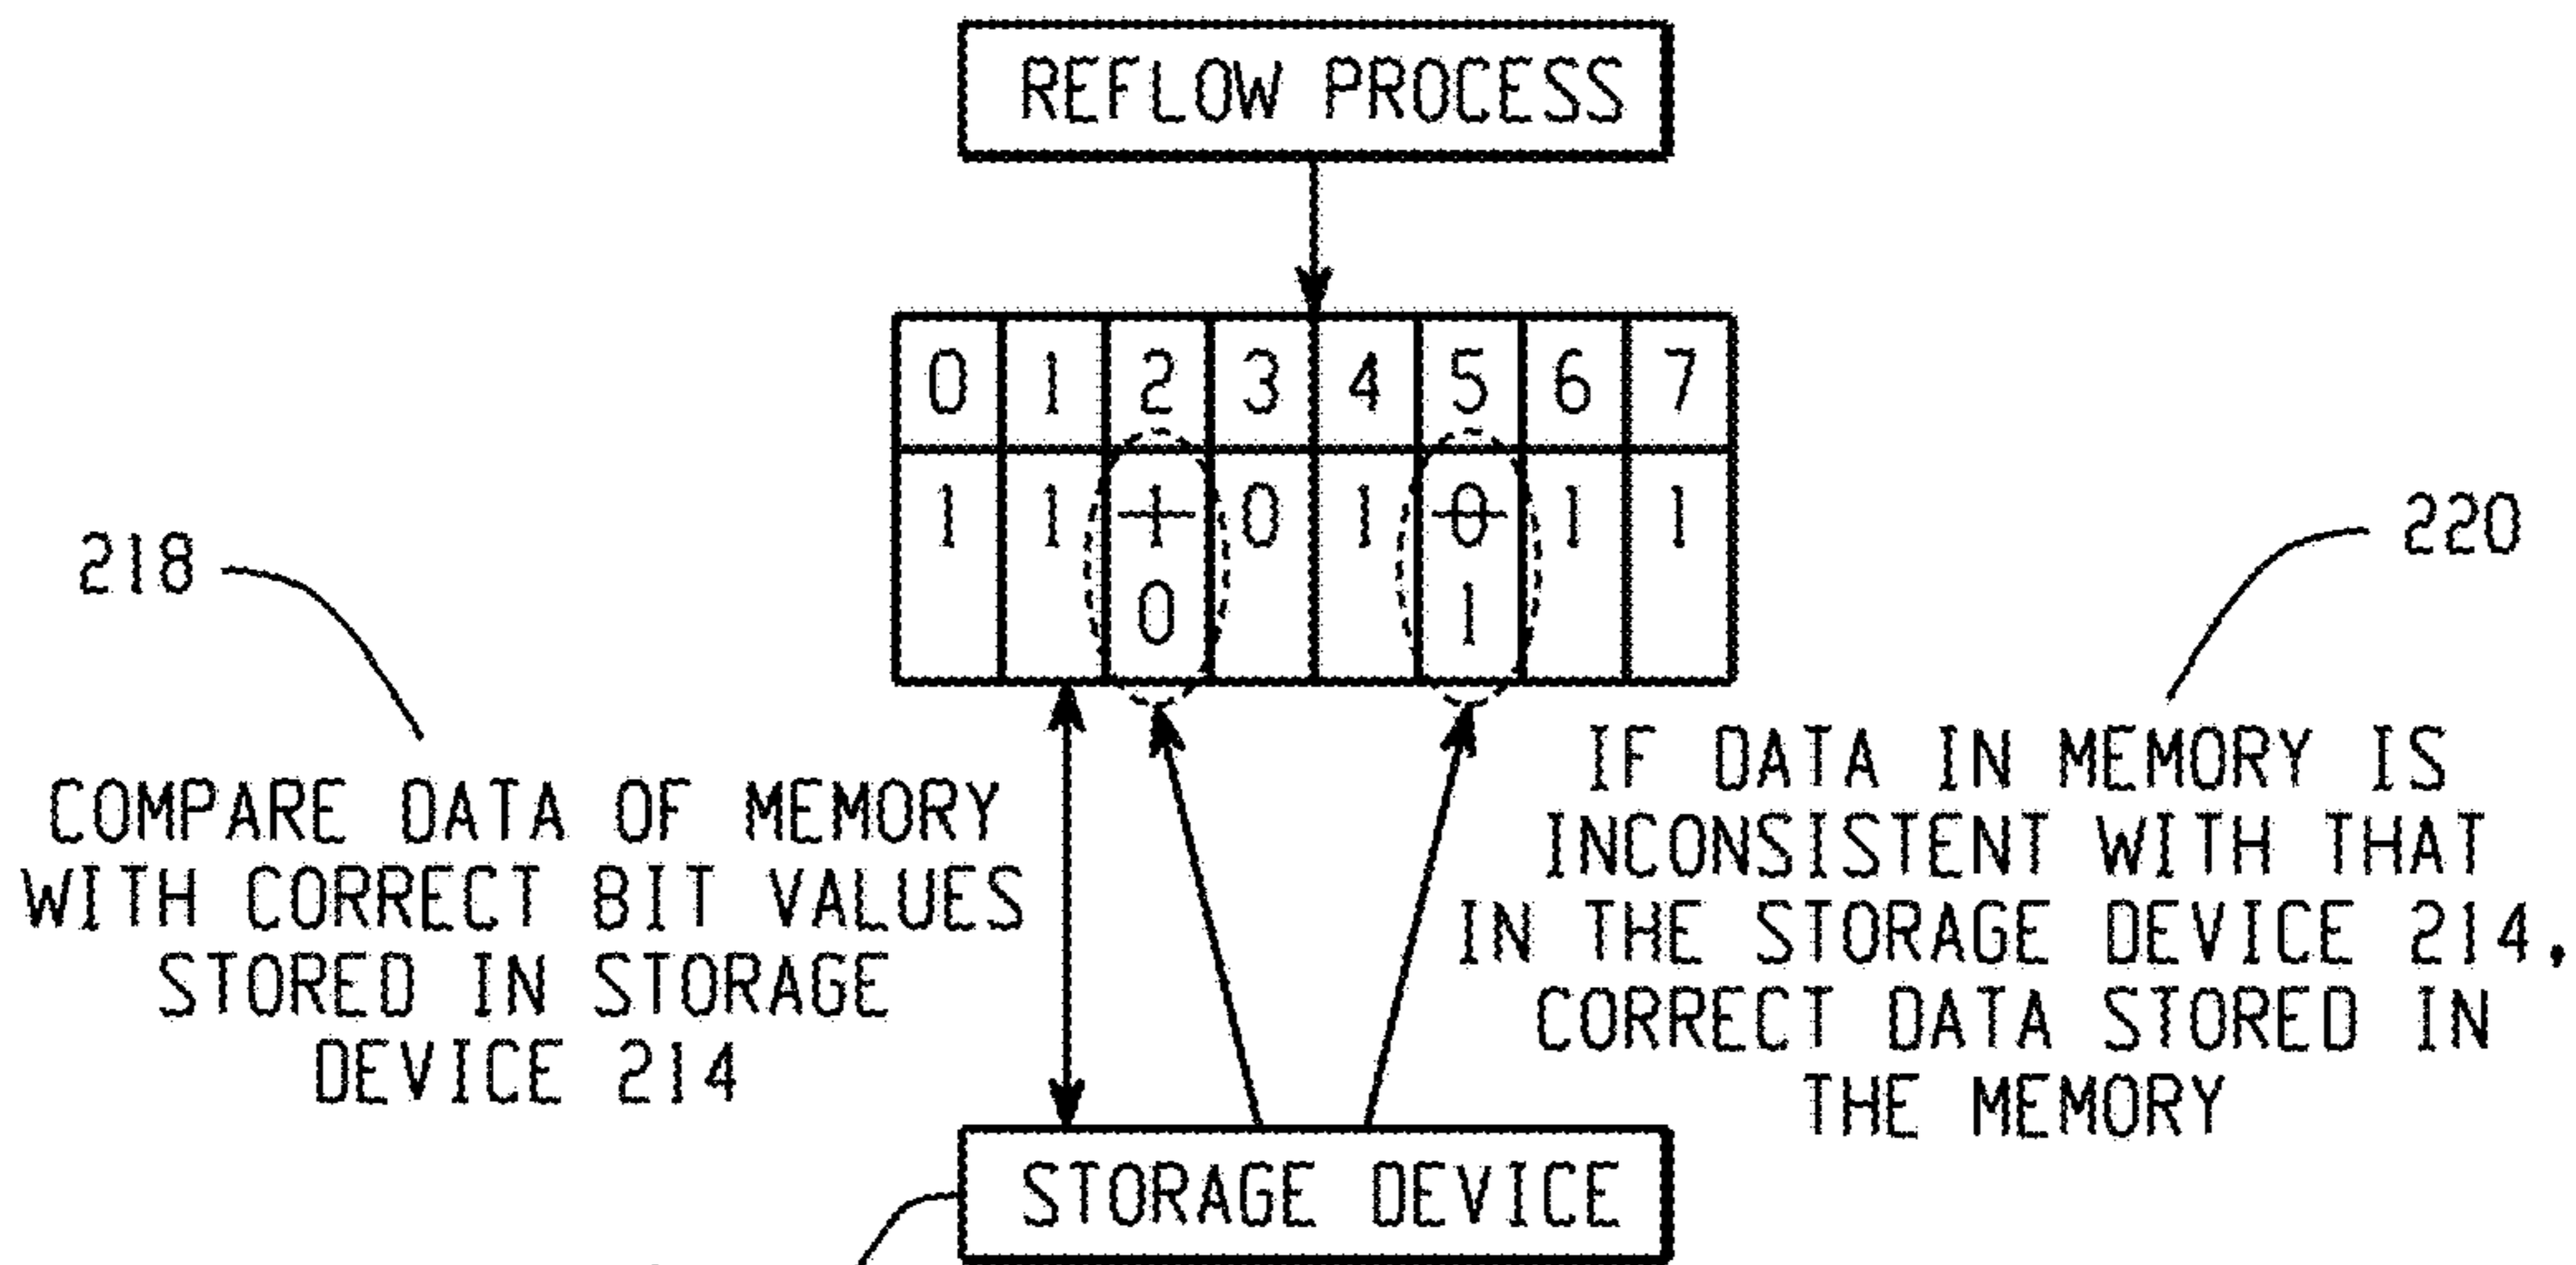 REFLOW PROCESS
0 1 2 3 4 5 6 7
1 1 1 0 1 0 1 1
0 1
218
220
COMPARE DATA OF MEMORY
WITH CORRECT BIT VALUES
STORED IN STORAGE
DEVICE 214
IF DATA IN MEMORY IS
INCONSISTENT WITH THAT
IN THE STORAGE DEVICE 214,
CORRECT DATA STORED IN
THE MEMORY
STORAGE DEVICE